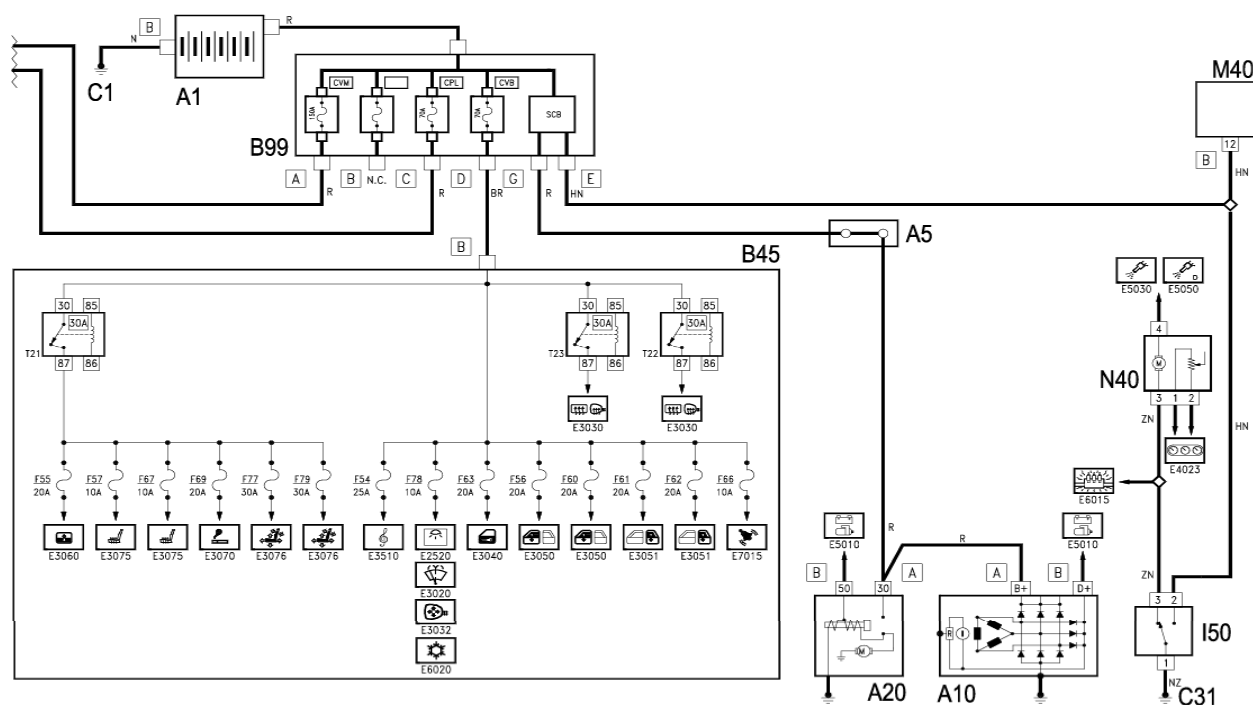 B R
N
C1 A1 M40
CVM CPL CVB
150A 70A 70A SCB
B99
12
A B N.C. C D G E B
R R BR R HN HN
B A5
B45
E5030 E5050
D
30 85 30 85 30 85
30A 30A 30A
T21 T23 T22
87 86 87 86 87 86
4
M
N40
3 1 2
E3030 E3030
ZN HN
E4023
F55 F57 F67 F69 F77 F79 F54 F78 F63 F56 F60 F61 F62 F66
20A 10A 10A 20A 30A 30A 25A 10A 20A 20A 20A 20A 20A 10A
E6015
R
E5010 R E5010
E3060 E3075 E3075 E3070 E3076 E3076 E3510 E2520 E3040 E3050 E3050 E3051 E3051 E7015
B A A B ZN
E3020
50 30 B+ D+ 3 2
E3032
R M
I50
1
E6020
NZ
A20 A10 C31